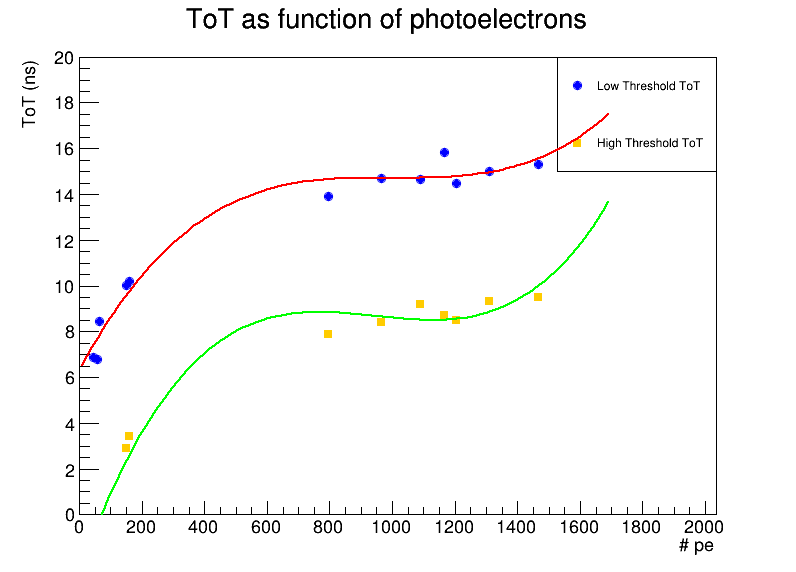 ToT as function of photoelectrons
ToT (ns)
20
18
16
14
12
10
8
6
4
2
0
Low Threshold ToT
High Threshold ToT
0 200 400 600 800 1000 1200 1400 1600 1800 2000
# pe